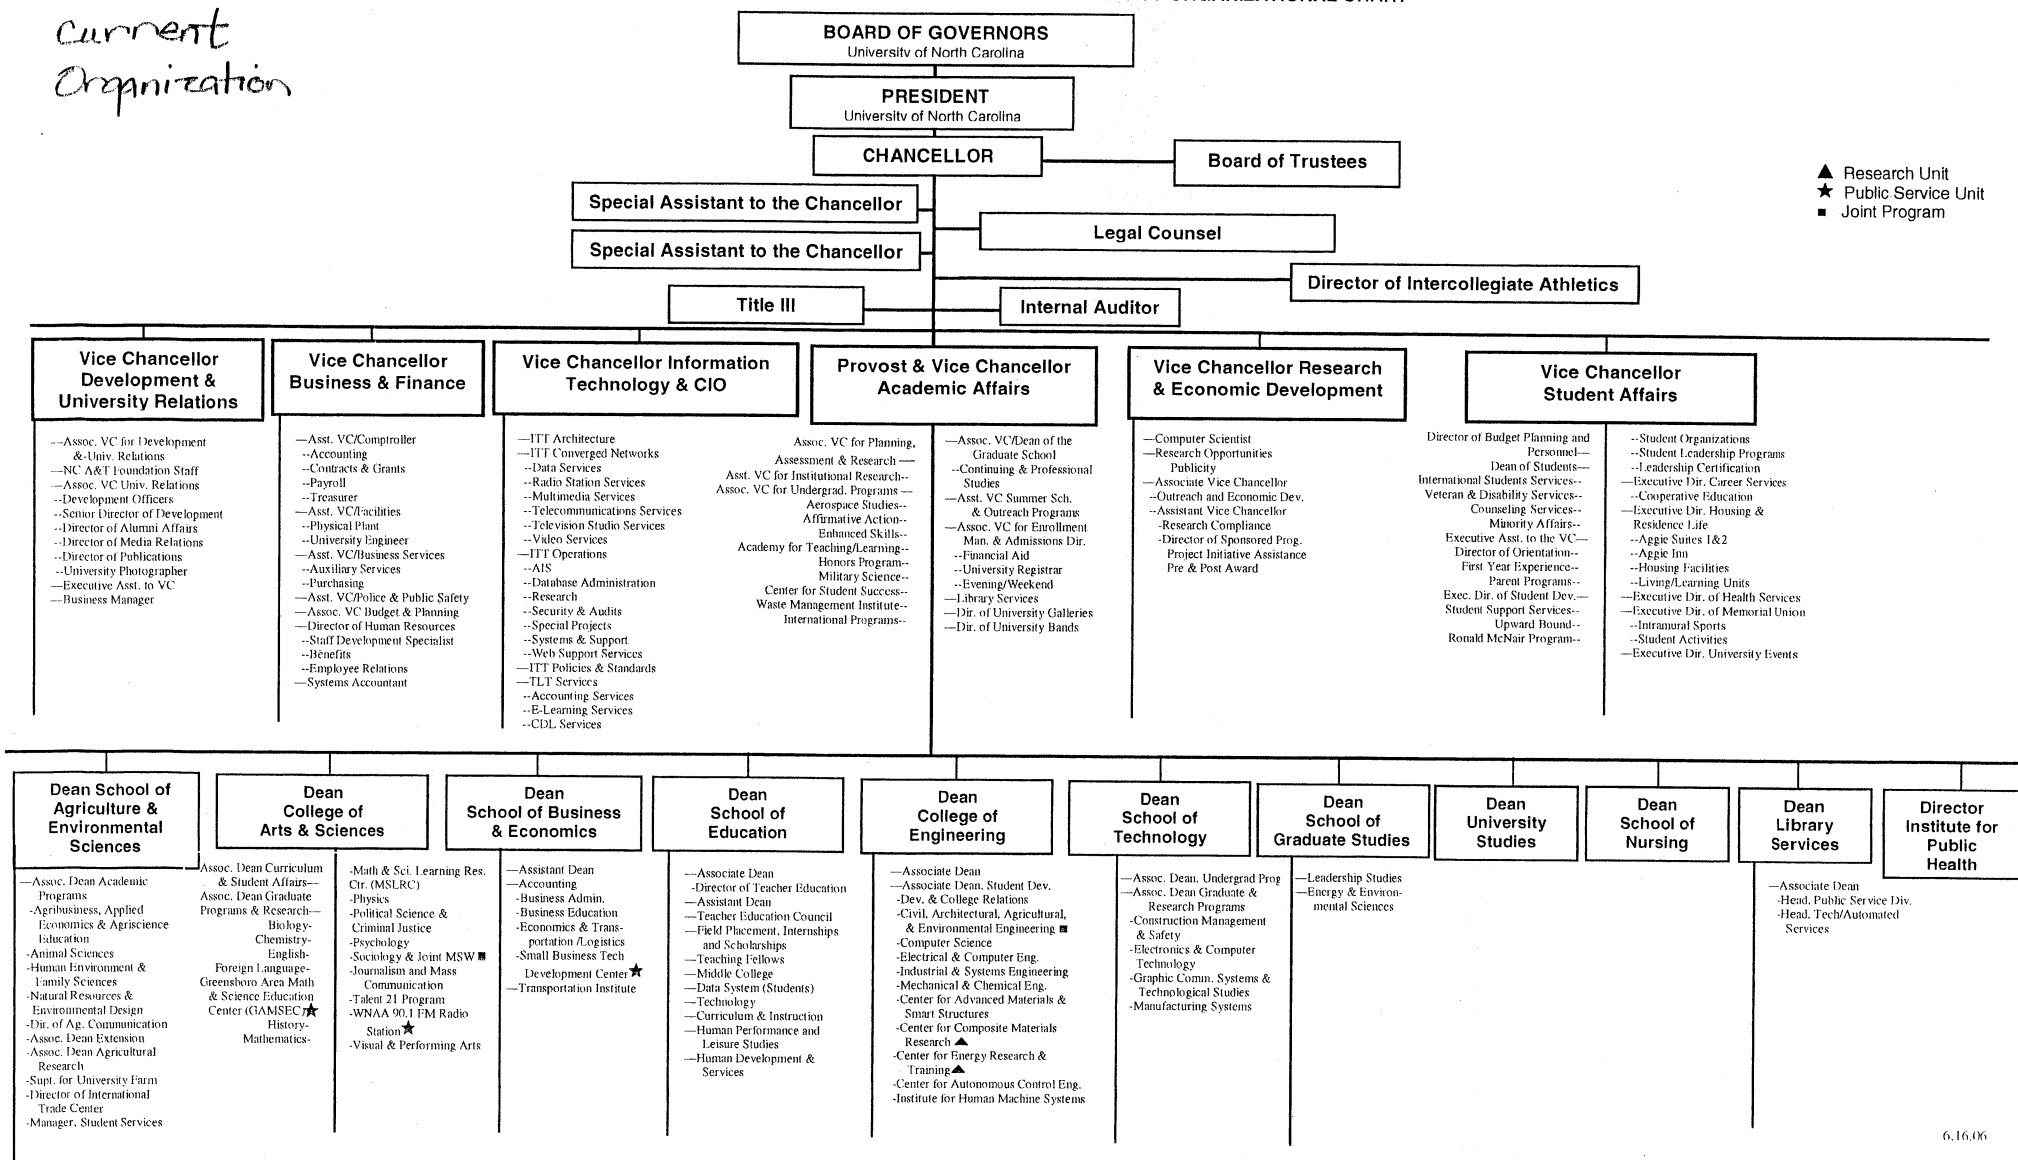 ORGANIZATIONAL CHART
Current
Organization
BOARD OF GOVERNORS
University of North Carolina
PRESIDENT
University of North Carolina
CHANCELLOR
Board of Trustees
▲ Research Unit
★ Public Service Unit
■ Joint Program
Special Assistant to the Chancellor
Legal Counsel
Special Assistant to the Chancellor
Director of Intercollegiate Athletics
Title III
Internal Auditor
Vice Chancellor
Development &
University Relations
—Assoc. VC for Development
&-Univ. Relations
—NC A&T Foundation Staff
—Assoc. VC Univ. Relations
--Development Officers
--Senior Director of Development
--Director of Alumni Affairs
--Director of Media Relations
--Director of Publications
--University Photographer
—Executive Asst. to VC
—Business Manager
Vice Chancellor
Business & Finance
—Asst. VC/Comptroller
--Accounting
--Contracts & Grants
--Payroll
--Treasurer
—Asst. VC/Facilities
--Physical Plant
--University Engineer
—Asst. VC/Business Services
--Auxiliary Services
--Purchasing
—Asst. VC/Police & Public Safety
—Assoc. VC Budget & Planning
—Director of Human Resources
--Staff Development Specialist
--Benefits
--Employee Relations
—Systems Accountant
Vice Chancellor Information
Technology & CIO
—ITT Architecture
—ITT Converged Networks
--Data Services
--Radio Station Services
--Multimedia Services
--Telecommunications Services
--Television Studio Services
--Video Services
—ITT Operations
--AIS
--Database Administration
--Research
--Security & Audits
--Special Projects
--Systems & Support
--Web Support Services
—ITT Policies & Standards
—TLT Services
--Accounting Services
--E-Learning Services
--CDL Services
Provost & Vice Chancellor
Academic Affairs
Assoc. VC for Planning,
Assessment & Research —
Asst. VC for Institutional Research--
Assoc. VC for Undergrad. Programs —
Aerospace Studies--
Affirmative Action--
Enhanced Skills--
Academy for Teaching/Learning--
Honors Program--
Military Science--
Center for Student Success--
Waste Management Institute--
International Programs--
—Assoc. VC/Dean of the
Graduate School
--Continuing & Professional
Studies
—Asst. VC Summer Sch.
& Outreach Programs
—Assoc. VC for Enrollment
Man. & Admissions Dir.
--Financial Aid
--University Registrar
--Evening/Weekend
—Library Services
—Dir. of University Galleries
—Dir. of University Bands
Vice Chancellor Research
& Economic Development
—Computer Scientist
—Research Opportunities
Publicity
—Associate Vice Chancellor
--Outreach and Economic Dev.
--Assistant Vice Chancellor
-Research Compliance
-Director of Sponsored Prog.
Project Initiative Assistance
Pre & Post Award
Vice Chancellor
Student Affairs
Director of Budget Planning and
Personnel—
Dean of Students—
International Students Services--
Veteran & Disability Services--
Counseling Services--
Minority Affairs--
Executive Asst. to the VC—
Director of Orientation--
First Year Experience--
Parent Programs--
Exec. Dir. of Student Dev.—
Student Support Services--
Upward Bound--
Ronald McNair Program--
--Student Organizations
--Student Leadership Programs
--Leadership Certification
—Executive Dir. Career Services
--Cooperative Education
—Executive Dir. Housing &
Residence Life
--Aggie Suites 1&2
--Aggie Inn
--Housing Facilities
--Living/Learning Units
—Executive Dir. of Health Services
—Executive Dir. of Memorial Union
--Intramural Sports
--Student Activities
—Executive Dir. University Events
Dean School of
Agriculture &
Environmental
Sciences
—Assoc. Dean Academic
Programs
-Agribusiness, Applied
Economics & Agriscience
Education
-Animal Sciences
-Human Environment &
Family Sciences
-Natural Resources &
Environmental Design
-Dir. of Ag. Communication
-Assoc. Dean Extension
-Assoc. Dean Agricultural
Research
-Supt. for University Farm
-Director of International
Trade Center
-Manager, Student Services
Dean
College of
Arts & Sciences
Assoc. Dean Curriculum
& Student Affairs—
Assoc. Dean Graduate
Programs & Research—
Biology-
Chemistry-
English-
Foreign Language-
Greensboro Area Math
& Science Education
Center (GAMSEC)★
History-
Mathematics-
-Math & Sci. Learning Res.
Ctr. (MSLRC)
-Physics
-Political Science &
Criminal Justice
-Psychology
-Sociology & Joint MSW ■
-Journalism and Mass
Communication
-Talent 21 Program
-WNAA 90.1 FM Radio
Station ★
-Visual & Performing Arts
Dean
School of Business
& Economics
—Assistant Dean
—Accounting
-Business Admin.
-Business Education
-Economics & Trans-
portation /Logistics
-Small Business Tech
Development Center ★
—Transportation Institute
Dean
School of
Education
—Associate Dean
-Director of Teacher Education
—Assistant Dean
—Teacher Education Council
—Field Placement, Internships
and Scholarships
—Teaching Fellows
—Middle College
—Data System (Students)
—Technology
—Curriculum & Instruction
—Human Performance and
Leisure Studies
—Human Development &
Services
Dean
College of
Engineering
—Associate Dean
—Associate Dean, Student Dev.
-Dev. & College Relations
-Civil, Architectural, Agricultural,
& Environmental Engineering ■
-Computer Science
-Electrical & Computer Eng.
-Industrial & Systems Engineering
-Mechanical & Chemical Eng.
-Center for Advanced Materials &
Smart Structures
-Center for Composite Materials
Research ▲
-Center for Energy Research &
Training ▲
-Center for Autonomous Control Eng.
-Institute for Human Machine Systems
Dean
School of
Technology
—Assoc. Dean, Undergrad Prog
—Assoc. Dean Graduate &
Research Programs
-Construction Management
& Safety
-Electronics & Computer
Technology
-Graphic Comm. Systems &
Technological Studies
-Manufacturing Systems
Dean
School of
Graduate Studies
—Leadership Studies
—Energy & Environ-
mental Sciences
Dean
University
Studies
Dean
School of
Nursing
Dean
Library
Services
—Associate Dean
-Head, Public Service Div.
-Head, Tech/Automated
Services
Director
Institute for
Public
Health
6.16.06